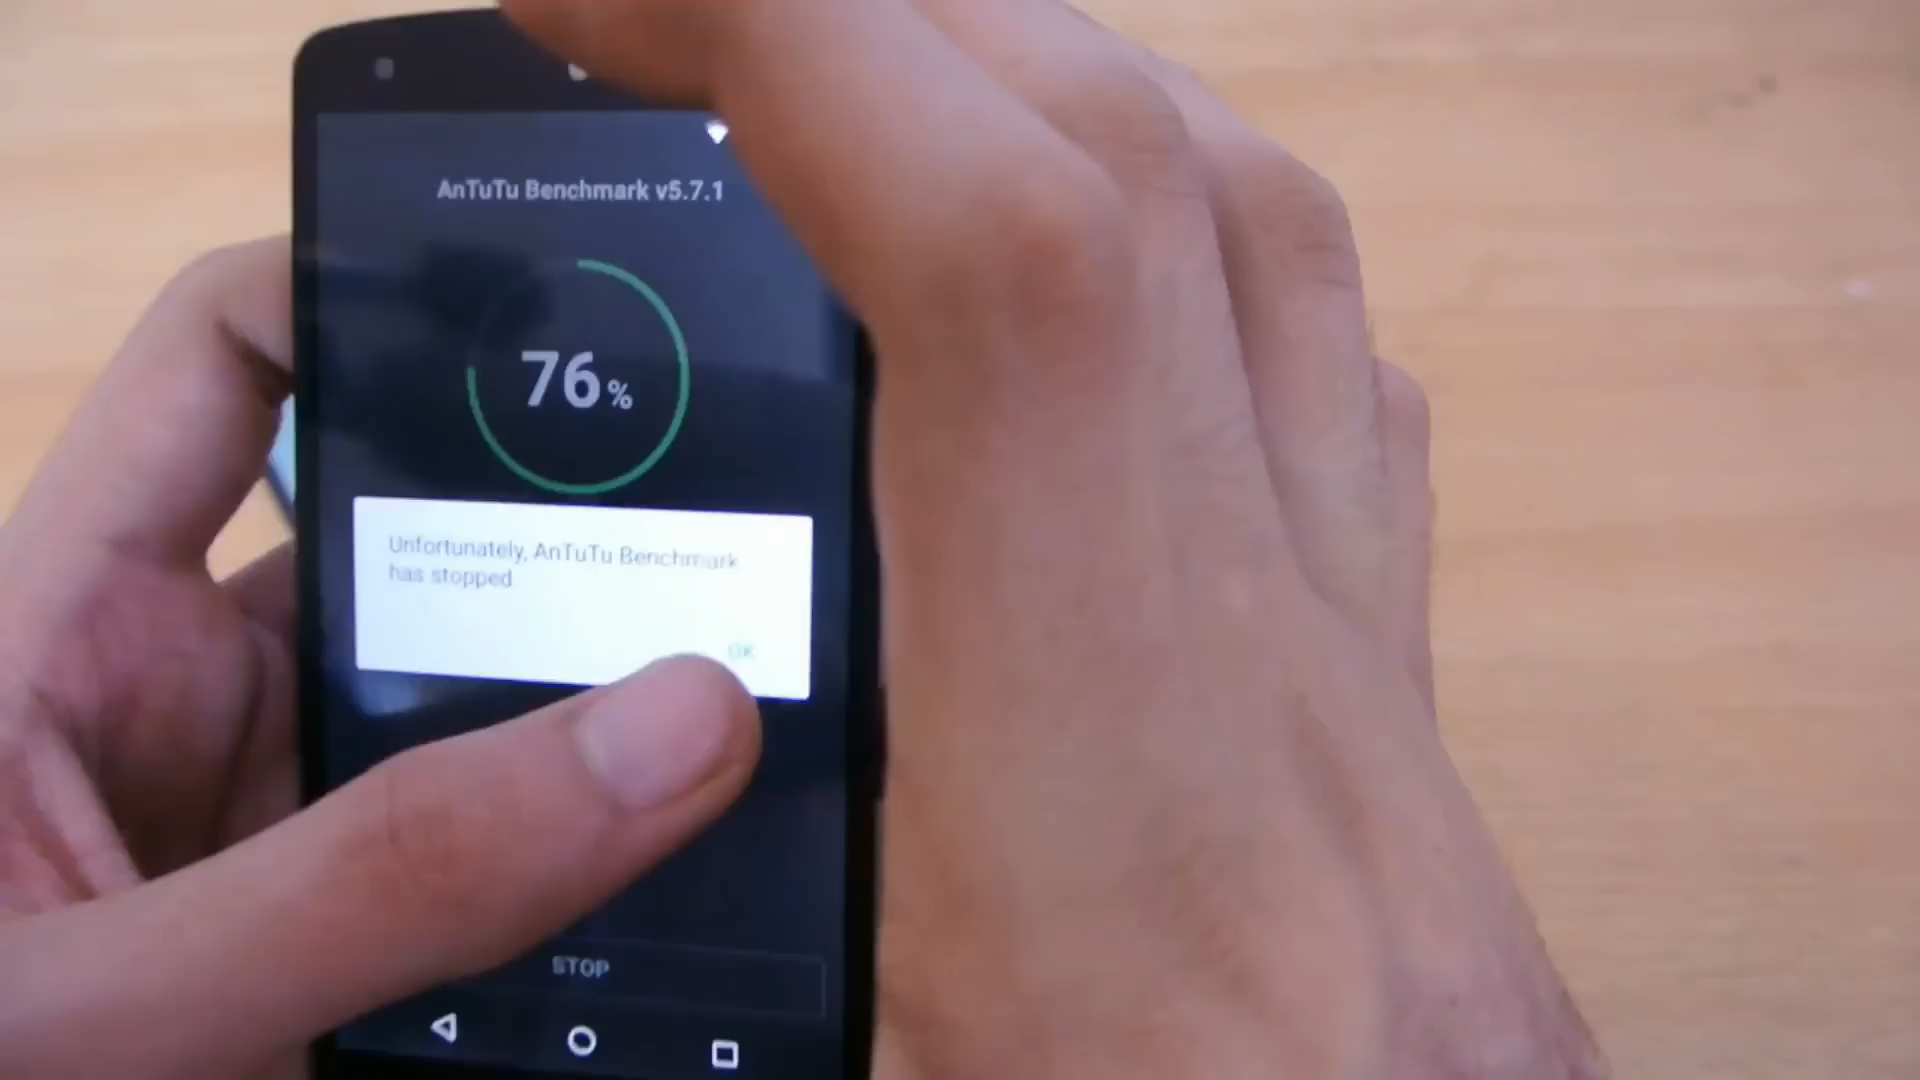 AnTuTu Benchmark v5.7.1
76%
Unfortunately, AnTuTu Benchmark
has stopped.
OK
STOP